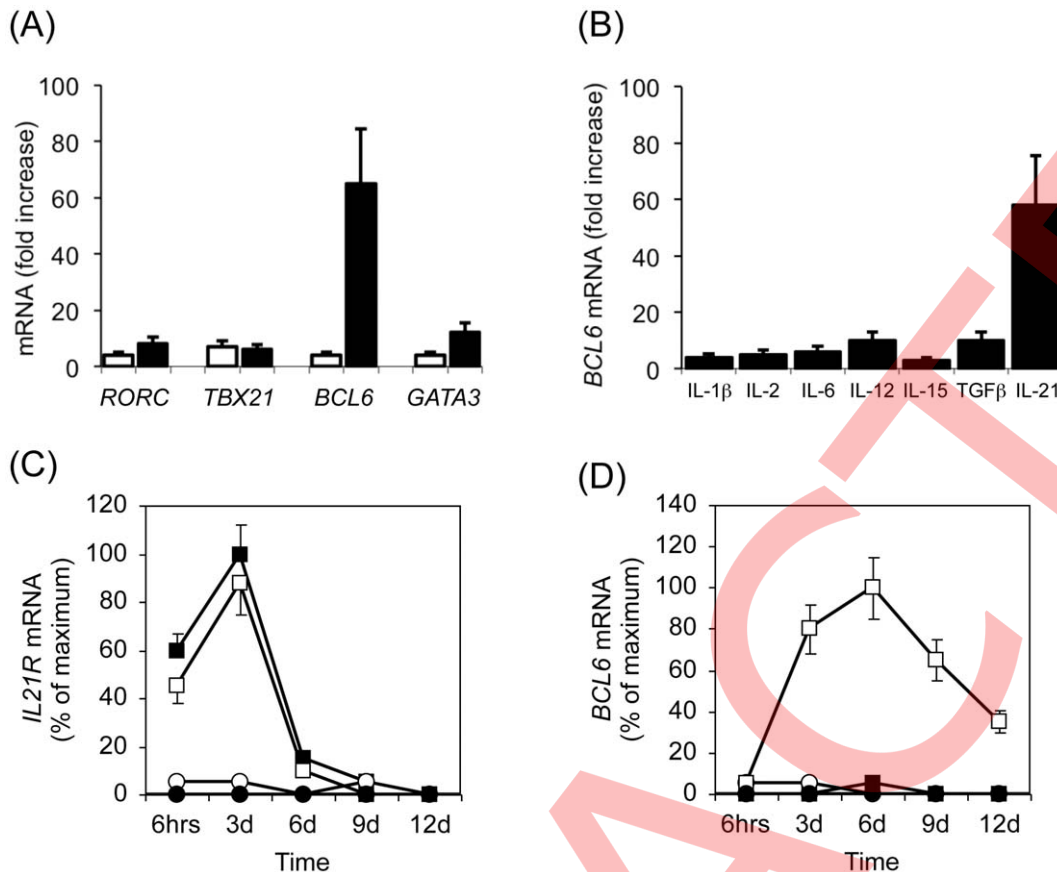 (A)
100
80
60
40
20
0
mRNA (fold increase)
RORC TBX21 BCL6 GATA3
(B)
100
80
60
40
20
0
BCL6 mRNA (fold increase)
IL-1β IL-2 IL-6 IL-12 IL-15 TGFβ IL-21
(C)
120
100
80
60
40
20
0
IL21R mRNA
(% of maximum)
6hrs 3d 6d 9d 12d
Time
(D)
140
120
100
80
60
40
20
0
BCL6 mRNA
(% of maximum)
6hrs 3d 6d 9d 12d
Time